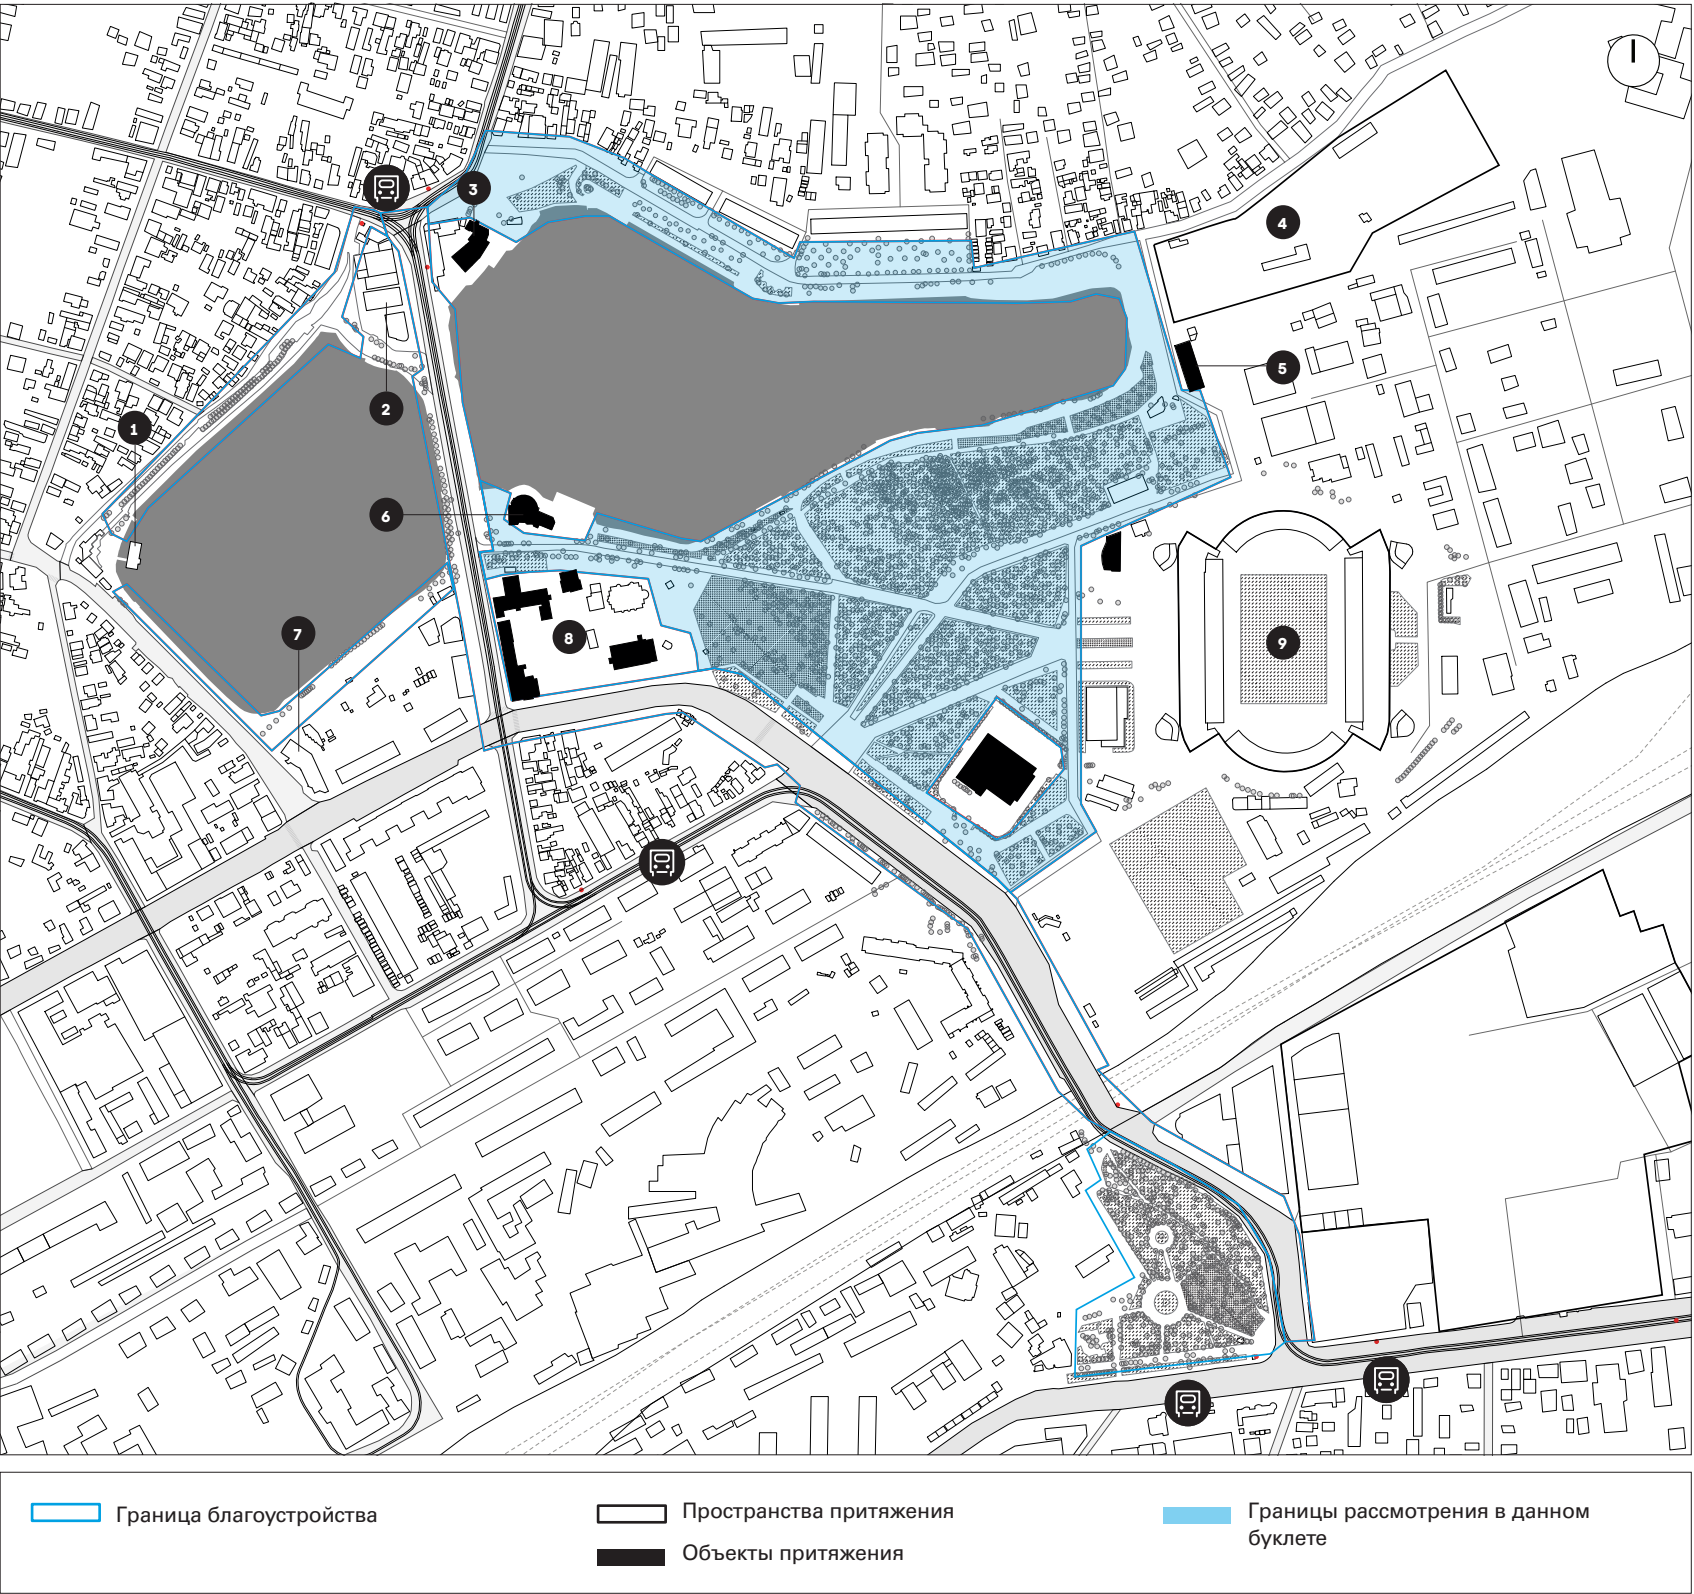 3
4
5
2
1
6
7
8
9
Граница благоустройства
Пространства притяжения
Объекты притяжения
Границы рассмотрения в данном
буклете